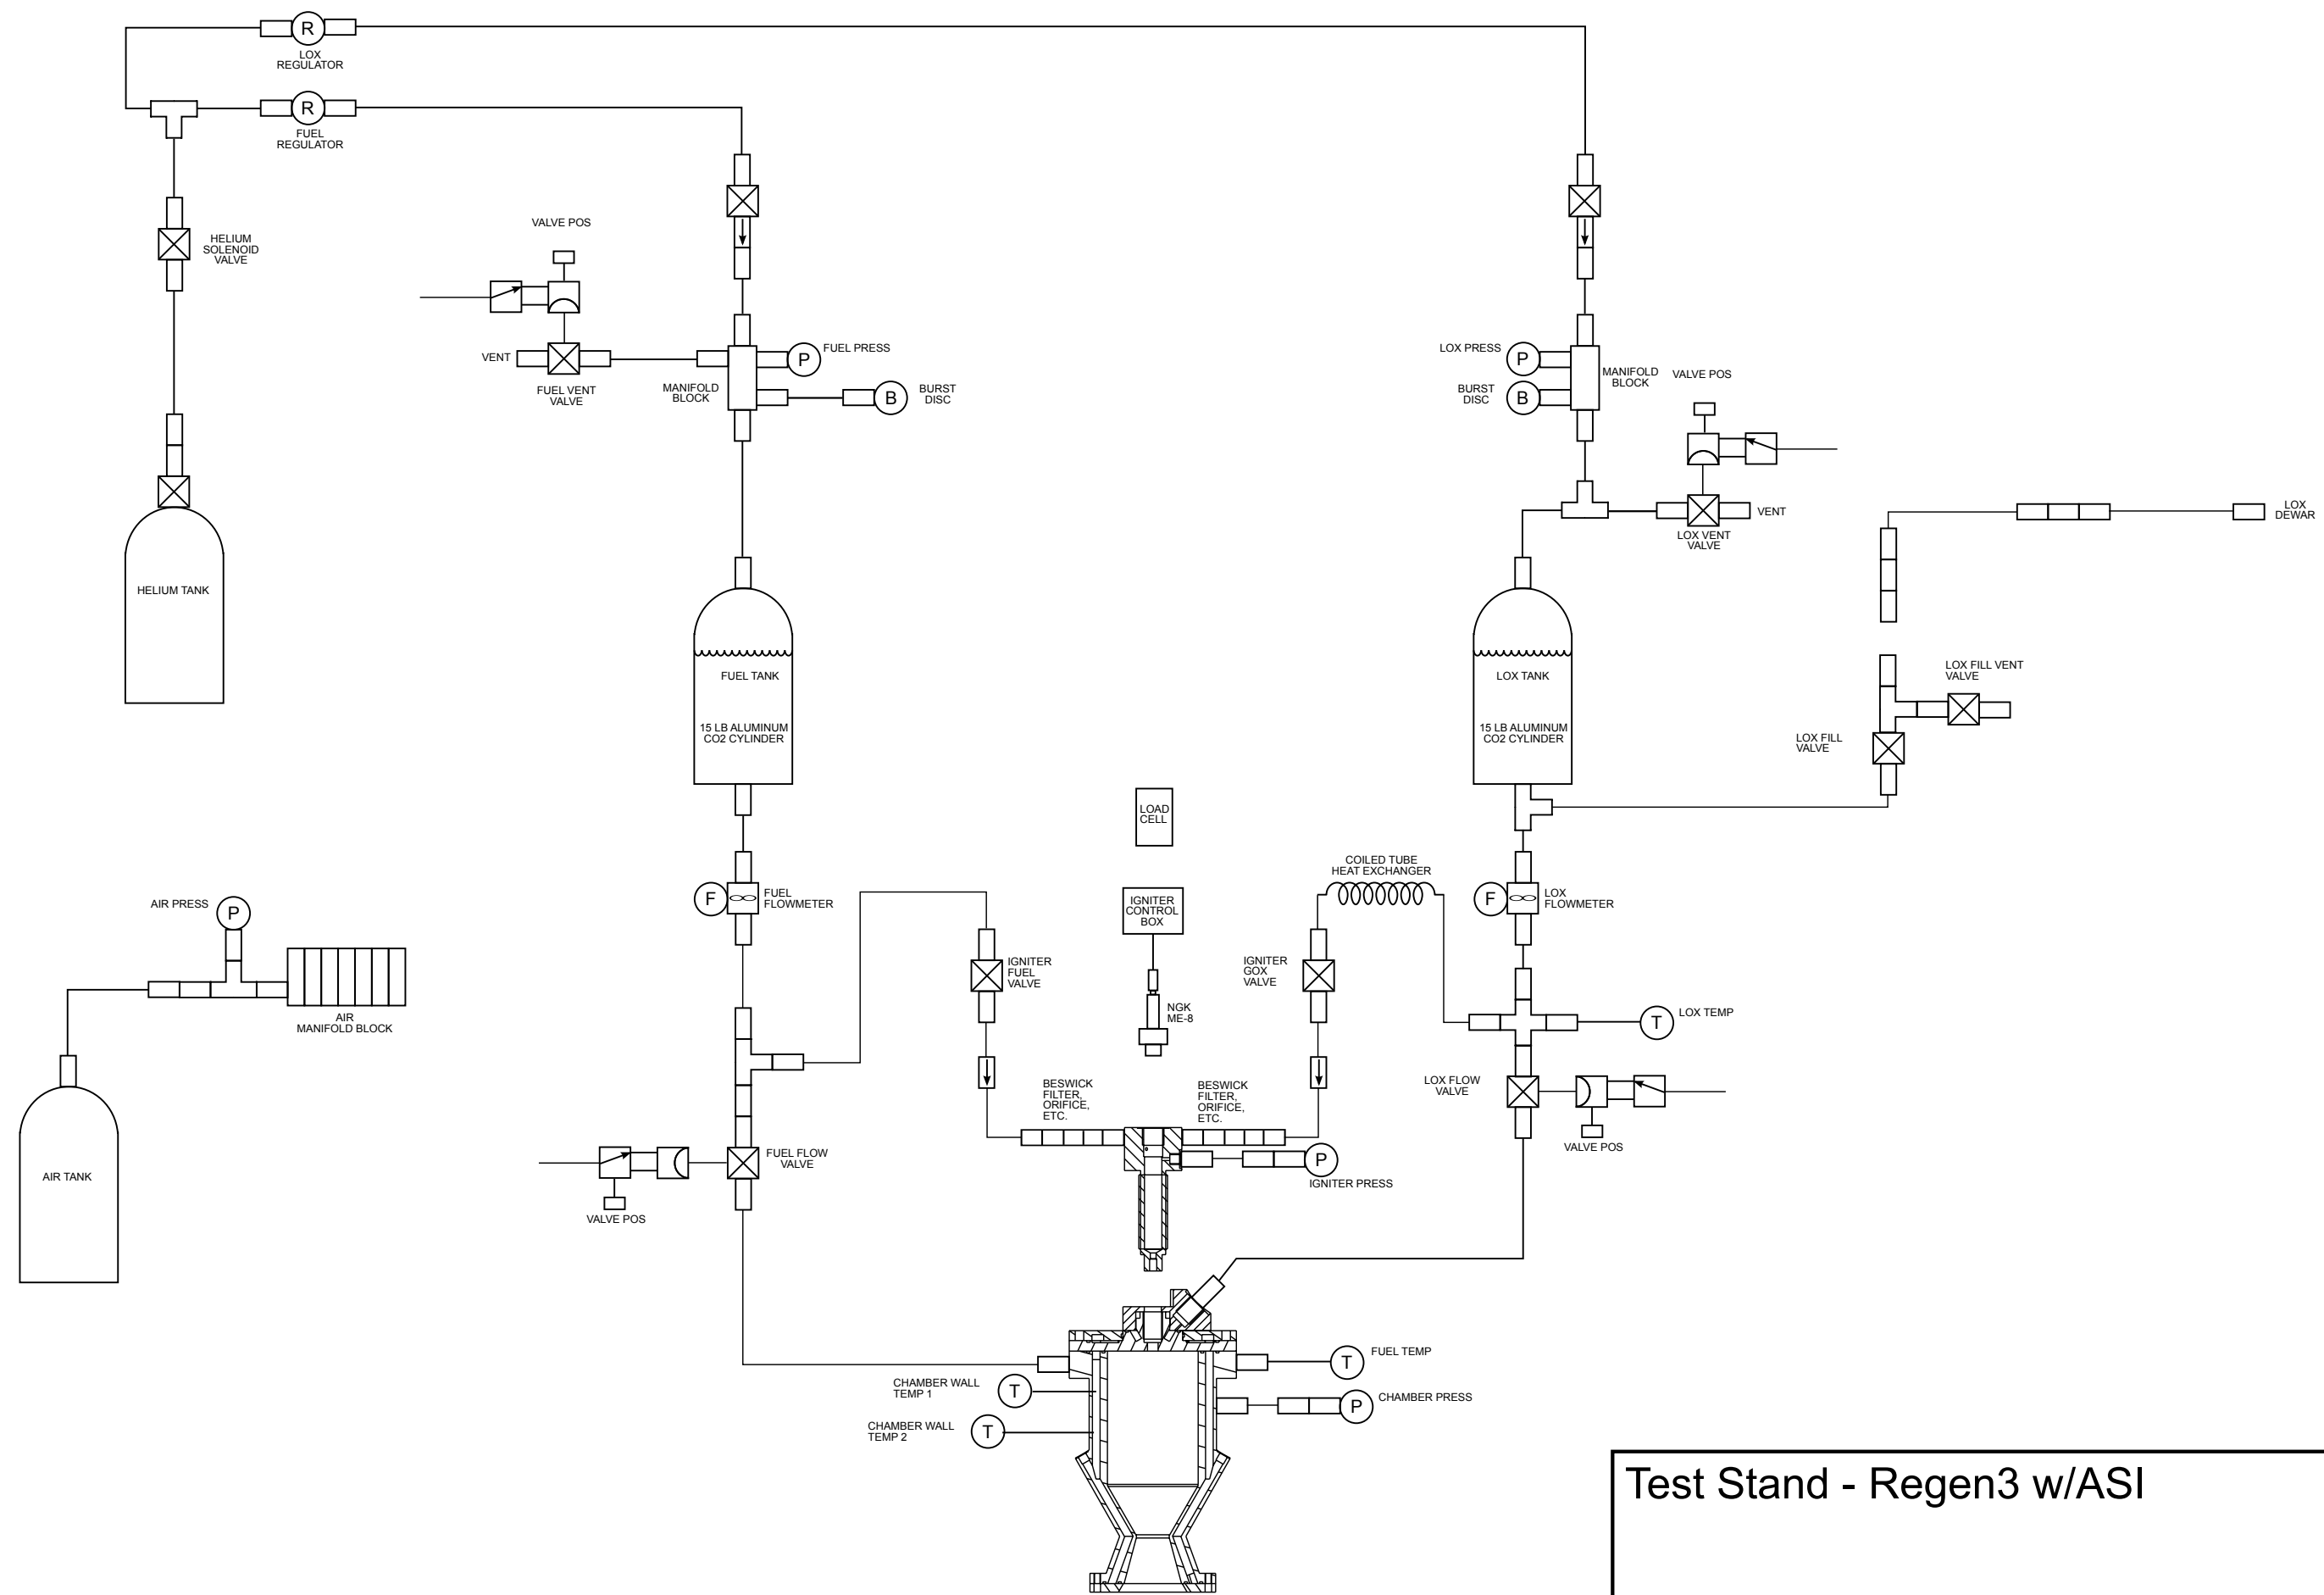 R
LOX
REGULATOR
R
FUEL
REGULATOR
HELIUM
SOLENOID
VALVE
VALVE POS
VENT
FUEL VENT
VALVE
MANIFOLD
BLOCK
P
FUEL PRESS
B
BURST
DISC
LOX PRESS
P
BURST
DISC
B
MANIFOLD
BLOCK
VALVE POS
VENT
LOX VENT
VALVE
LOX
DEWAR
HELIUM TANK
FUEL TANK
15 LB ALUMINUM
CO2 CYLINDER
LOX TANK
15 LB ALUMINUM
CO2 CYLINDER
LOX FILL VENT
VALVE
LOX FILL
VALVE
LOAD
CELL
COILED TUBE
HEAT EXCHANGER
AIR PRESS
P
AIR
MANIFOLD BLOCK
F
FUEL
FLOWMETER
IGNITER
CONTROL
BOX
F
LOX
FLOWMETER
IGNITER
FUEL
VALVE
IGNITER
GOX
VALVE
NGK
ME-8
T
LOX TEMP
BESWICK
FILTER,
ORIFICE,
ETC.
BESWICK
FILTER,
ORIFICE,
ETC.
LOX FLOW
VALVE
VALVE POS
AIR TANK
FUEL FLOW
VALVE
VALVE POS
P
IGNITER PRESS
T
FUEL TEMP
CHAMBER WALL
TEMP 1
T
P
CHAMBER PRESS
CHAMBER WALL
TEMP 2
T
Test Stand - Regen3 w/ASI